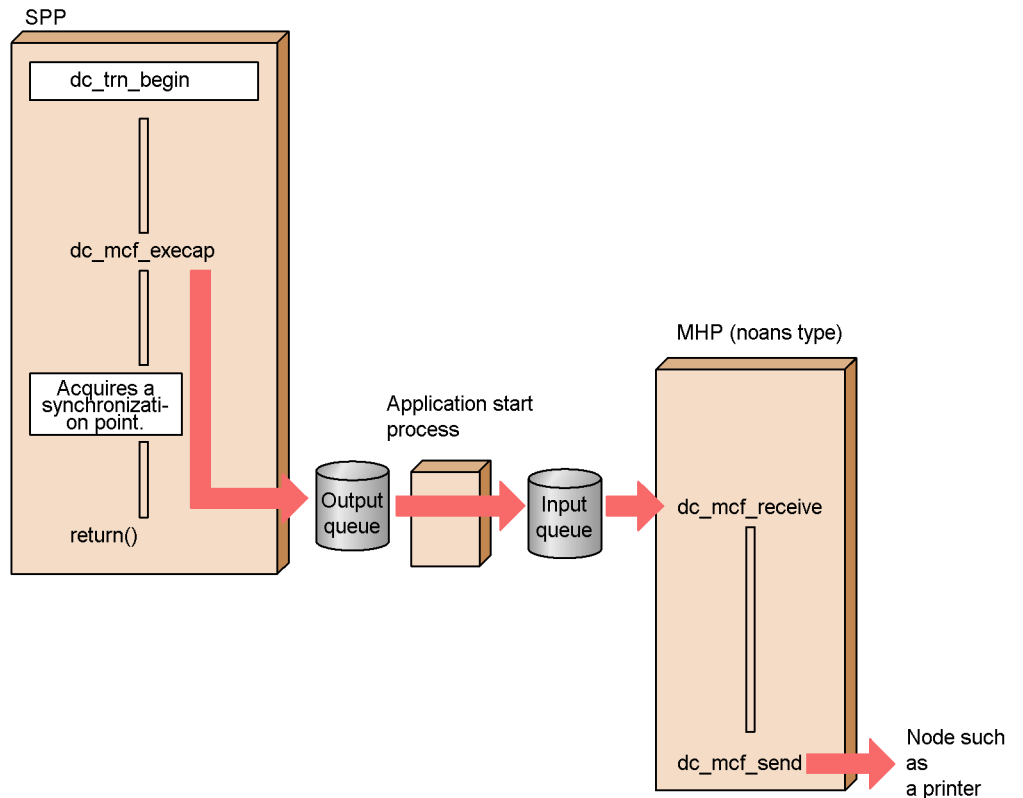 SPP
dc_trn_begin
dc_mcf_execap
Acquires a
synchronizati-
on point.
return()
Output
queue
Application start
process
Input
queue
MHP (noans type)
dc_mcf_receive
dc_mcf_send
Node such
as
a printer